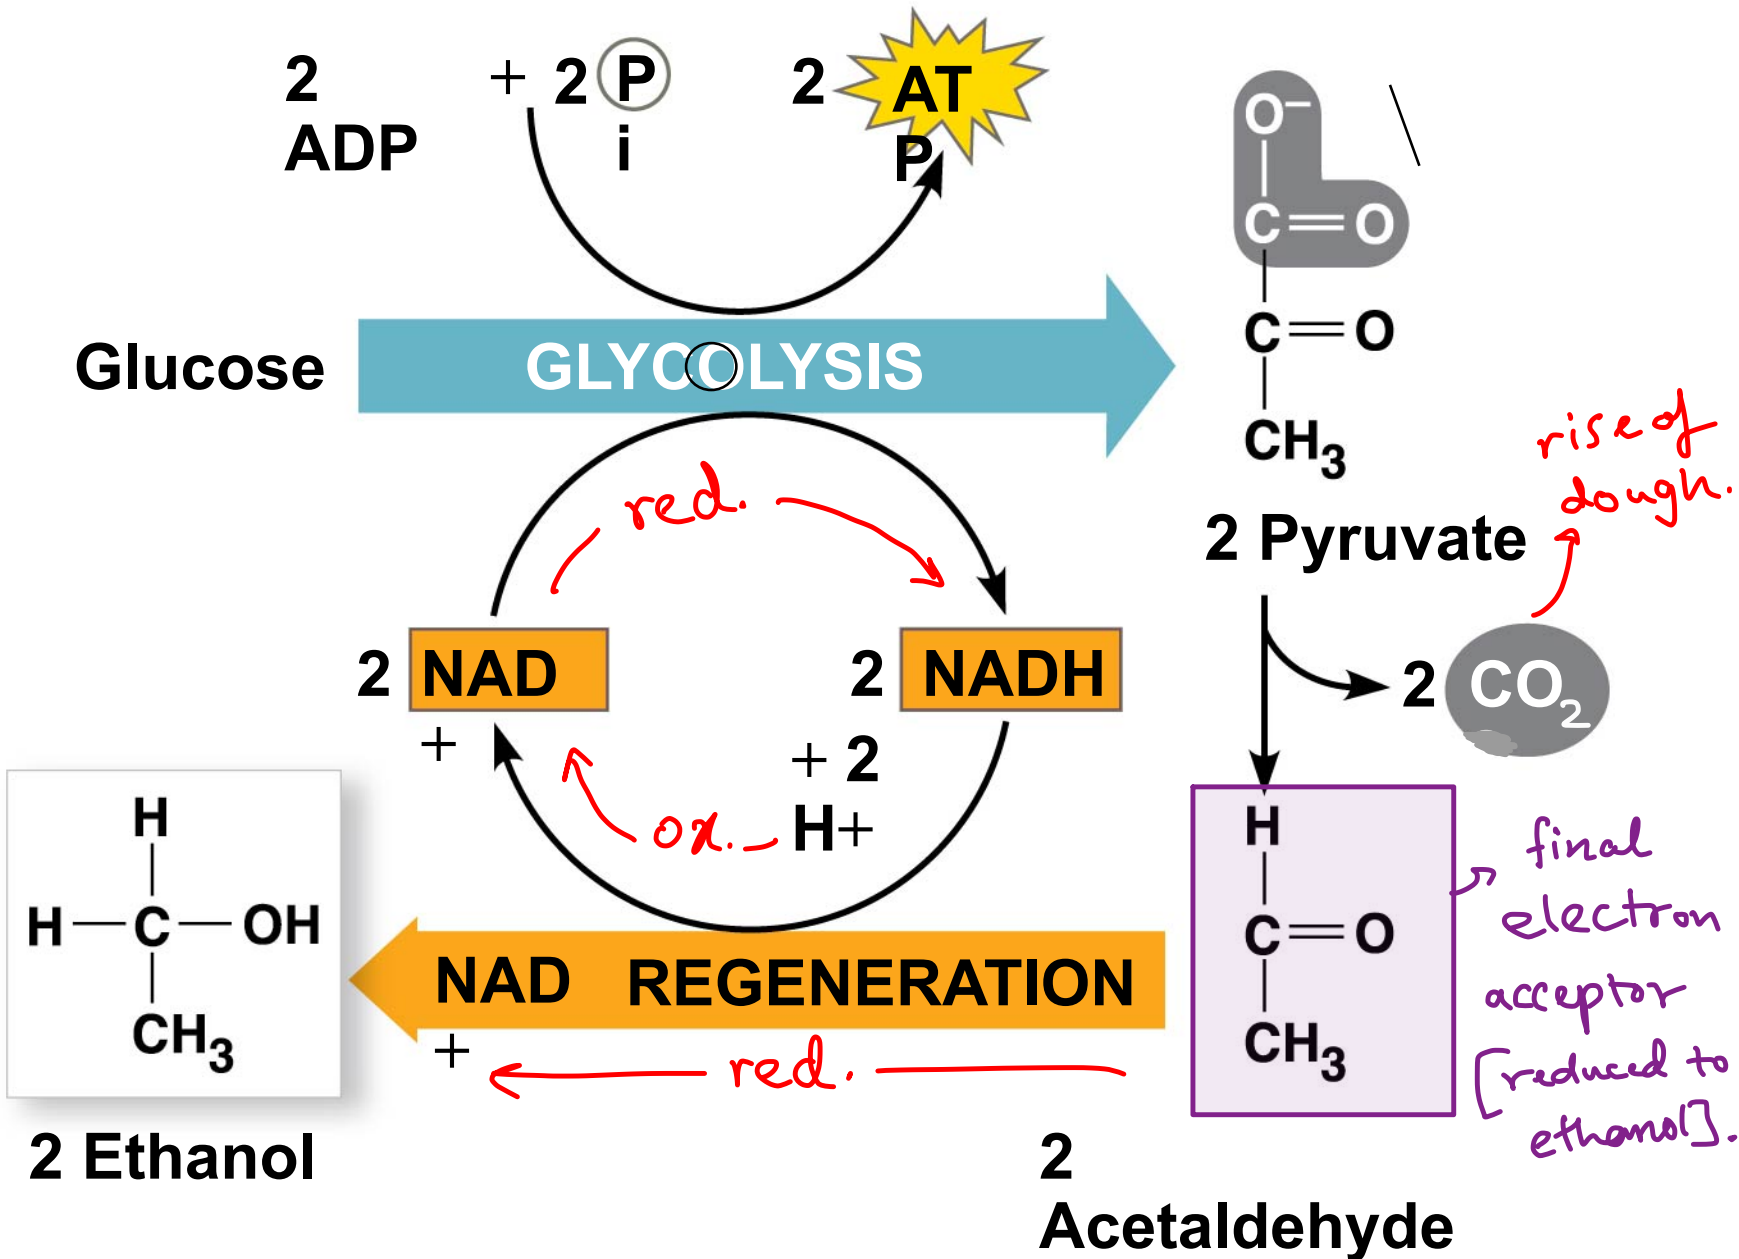 2 ADP + 2 P i 2 ATP
O–
C=O
C=O
CH3
Glucose GLYCOLYSIS
2 Pyruvate
rise of
dough.
red.
2 NAD+
2 NADH
+ 2
H+
2 CO2
ox.
H
H—C—OH
CH3
2 Ethanol
NAD+ REGENERATION
red.
H
C=O
CH3
2
Acetaldehyde
final
electron
acceptor
[reduced to
ethanol].